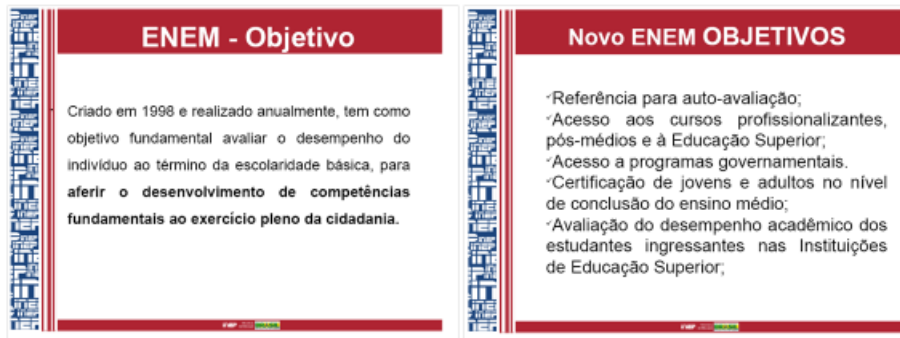 ENEM - Objetivo
Criado em 1998 e realizado anualmente, tem como
objetivo fundamental avaliar o desempenho do
indivíduo ao término da escolaridade básica, para
aferir o desenvolvimento de competências
fundamentais ao exercício pleno da cidadania.
BRASIL
Novo ENEM OBJETIVOS
Referência para auto-avaliação;
Acesso aos cursos profissionalizantes,
pós-médios e à Educação Superior;
Acesso a programas governamentais.
Certificação de jovens e adultos no nível
de conclusão do ensino médio;
Avaliação do desempenho acadêmico dos
estudantes ingressantes nas Instituições
de Educação Superior;
BRASIL